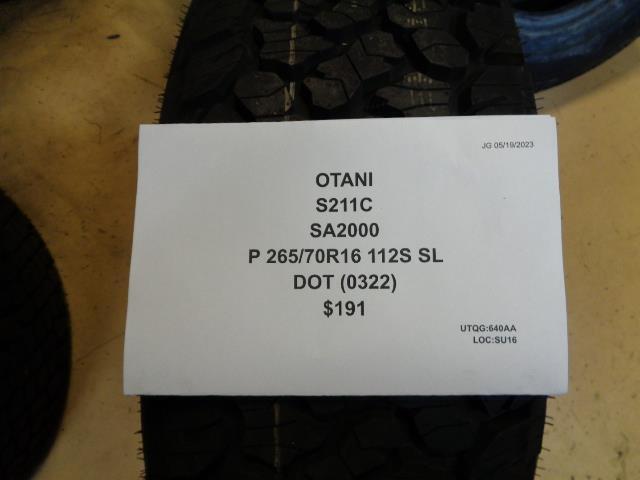 JG 05/19/2023
OTANI
S211C
SA2000
P 265/70R16 112S SL
DOT (0322)
$191
UTQG:640AA
LOC:SU16